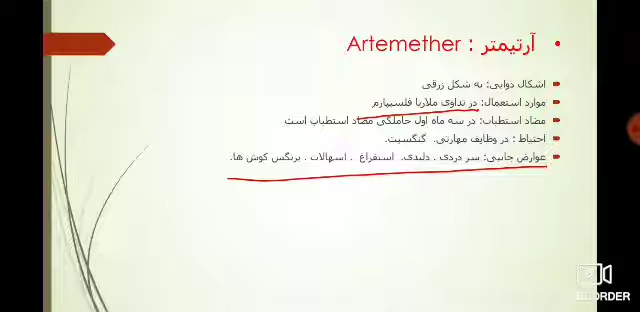 آرتیمتر : Artemether
اشکال دوایی: به شکل زرقی
موارد استعمال: در تداوی ملاریا فلسیپارم
مضاد استطباب: در سه ماه اول حاملگی مضاد استطباب است
احتیاط : در وظایف مهارتی. گنگسیت.
عوارض جانبی: سر دردی . دلبدی. استفراغ . اسهالات . برنگس کوش ها.
RECORDER